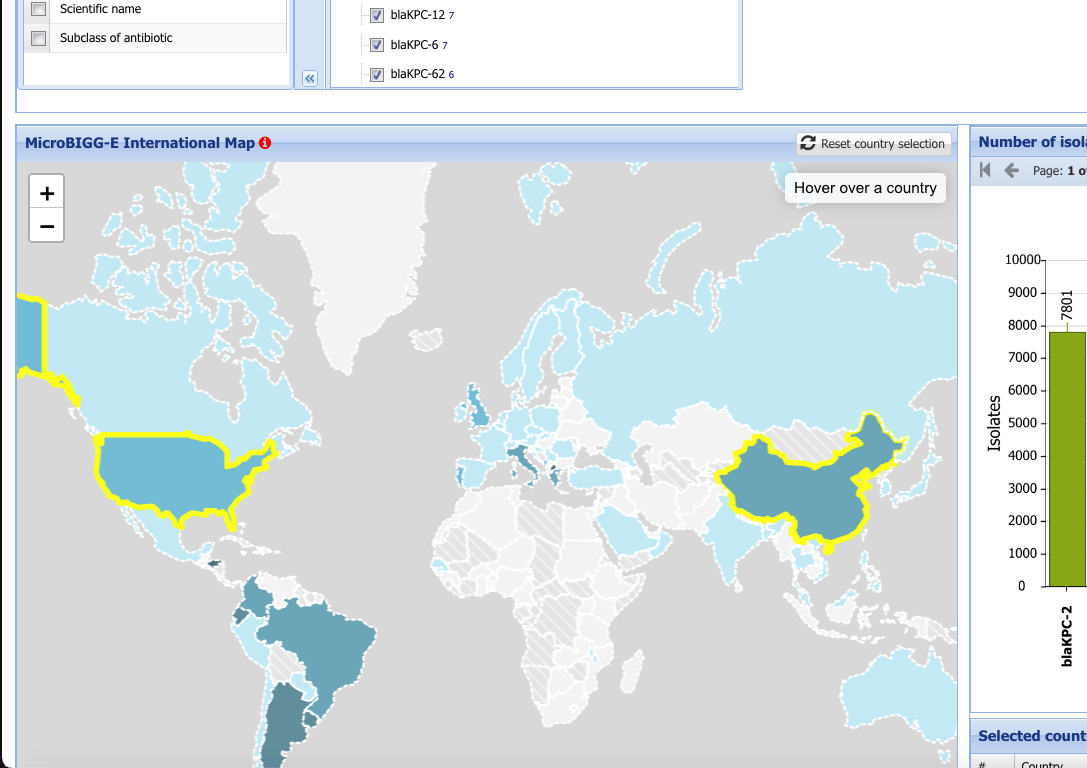 Scientific name
Subclass of antibiotic
blaKPC-12 7
blaKPC-6 7
blaKPC-62 6
MicroBIGG-E International Map
Reset country selection
+
−
Hover over a country
Number of isola
Page: 1 o
10000
9000
8000
7000
6000
5000
4000
3000
2000
1000
0
Isolates
7801
blaKPC-2
Selected count
#
Country